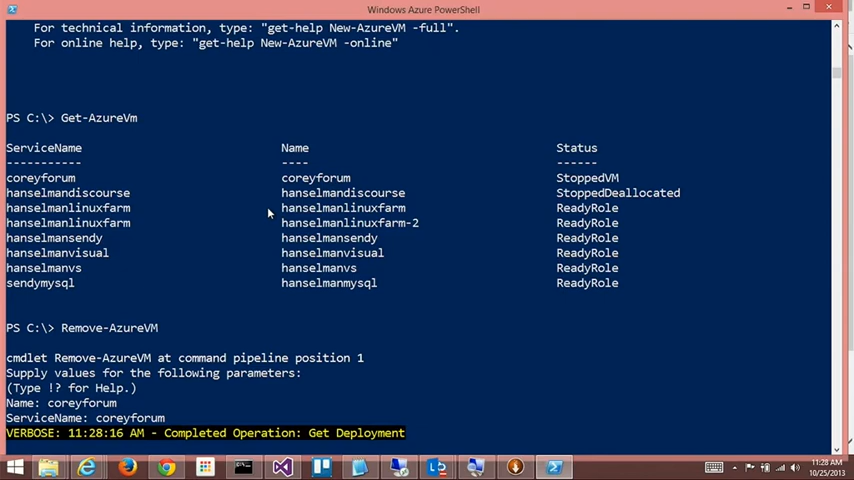 Windows Azure PowerShell
For technical information, type: "get-help New-AzureVM -full".
For online help, type: "get-help New-AzureVM -online"
PS C:\> Get-AzureVm
ServiceName Name Status
----------- ---- ------
coreyforum coreyforum StoppedVM
hanselmandiscourse hanselmandiscourse StoppedDeallocated
hanselmanlinuxfarm hanselmanlinuxfarm ReadyRole
hanselmanlinuxfarm hanselmanlinuxfarm-2 ReadyRole
hanselmansendy hanselmansendy ReadyRole
hanselmanvisual hanselmanvisual ReadyRole
hanselmanvs hanselmanvs ReadyRole
sendymysql hanselmanmysql ReadyRole
PS C:\> Remove-AzureVM
cmdlet Remove-AzureVM at command pipeline position 1
Supply values for the following parameters:
(Type !? for Help.)
Name: coreyforum
ServiceName: coreyforum
VERBOSE: 11:28:16 AM - Completed Operation: Get Deployment
11:28 AM
10/25/2013